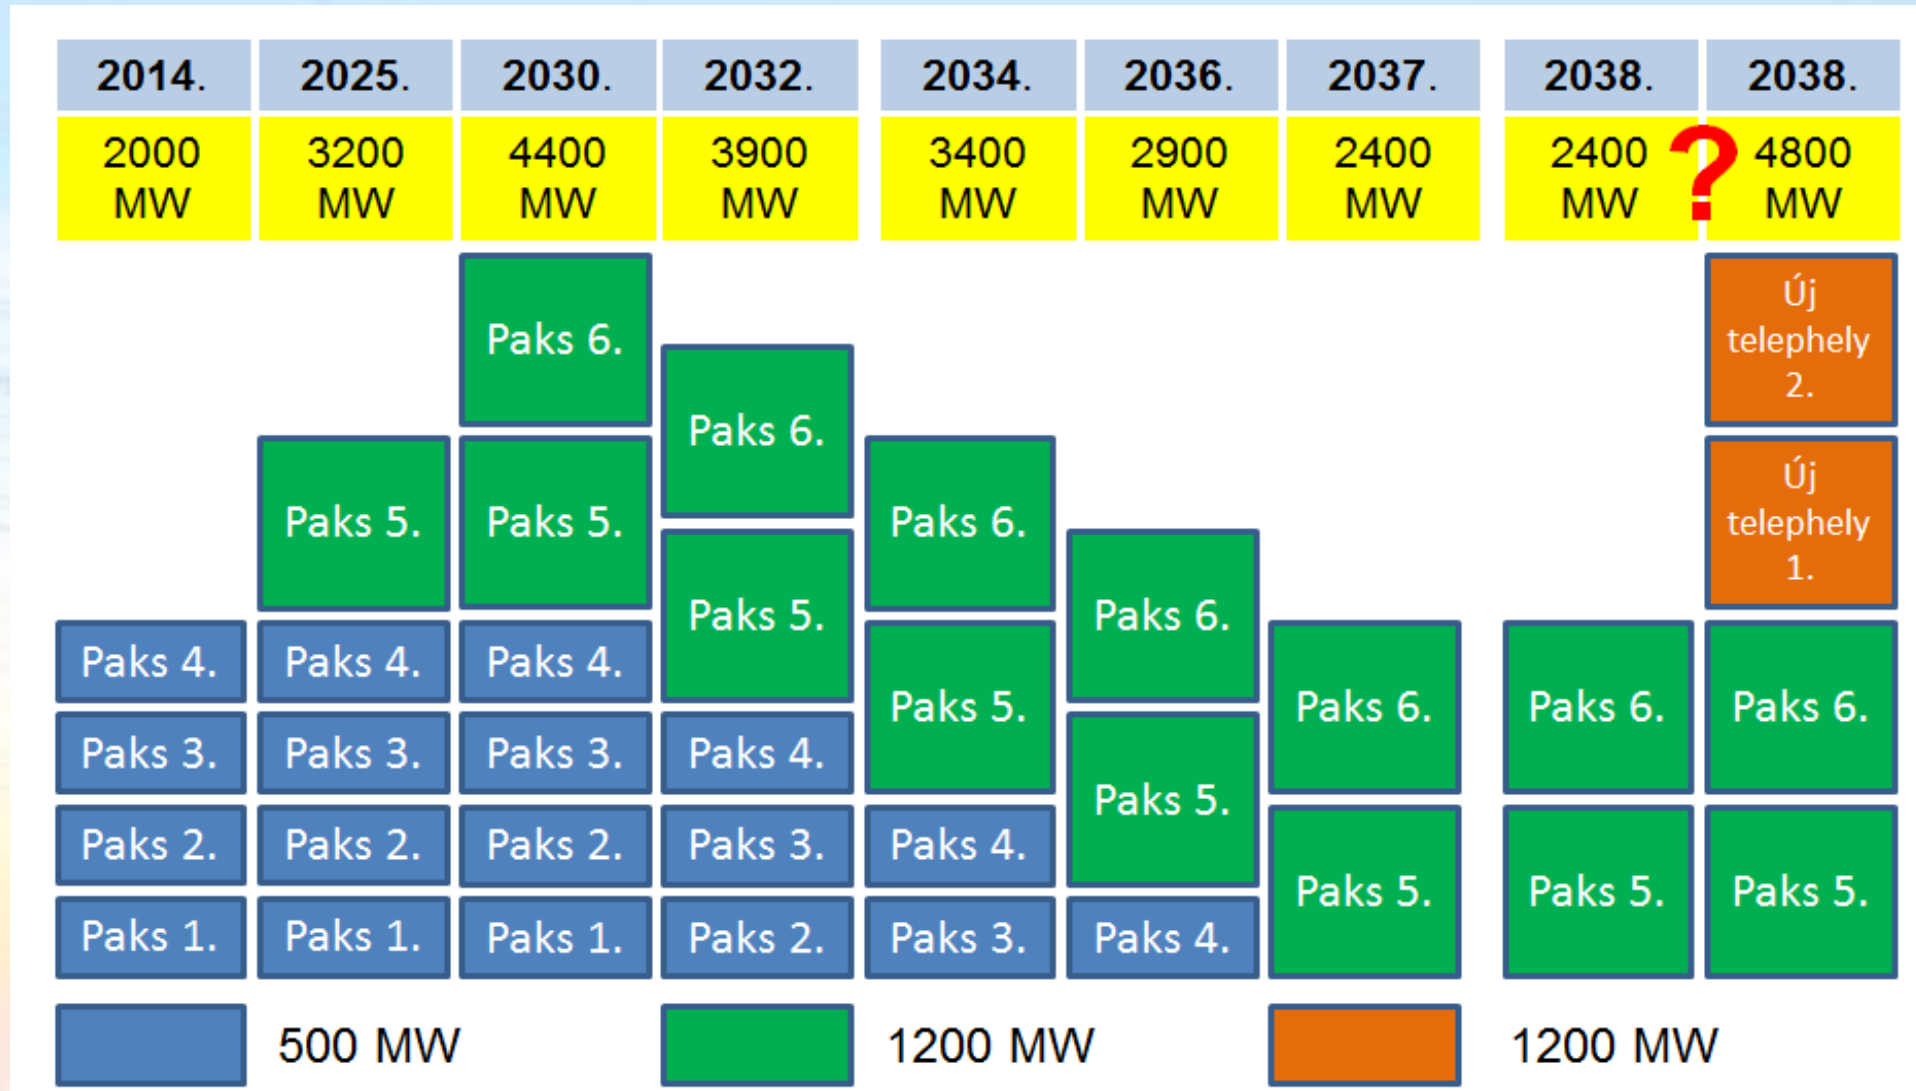 2014. 2025. 2030. 2032. 2034. 2036. 2037. 2038. 2038.
2000 3200 4400 3900 3400 2900 2400 2400 ? 4800
MW MW MW MW MW MW MW MW MW
Paks 4.
Paks 3.
Paks 2.
Paks 1.
Paks 5.
Paks 4.
Paks 3.
Paks 2.
Paks 1.
Paks 6.
Paks 5.
Paks 4.
Paks 3.
Paks 2.
Paks 1.
Paks 6.
Paks 5.
Paks 4.
Paks 3.
Paks 2.
Paks 6.
Paks 5.
Paks 4.
Paks 3.
Paks 6.
Paks 5.
Paks 4.
Paks 6.
Paks 5.
Paks 6.
Paks 5.
Új
telephely
2.
Új
telephely
1.
Paks 6.
Paks 5.
500 MW 1200 MW 1200 MW